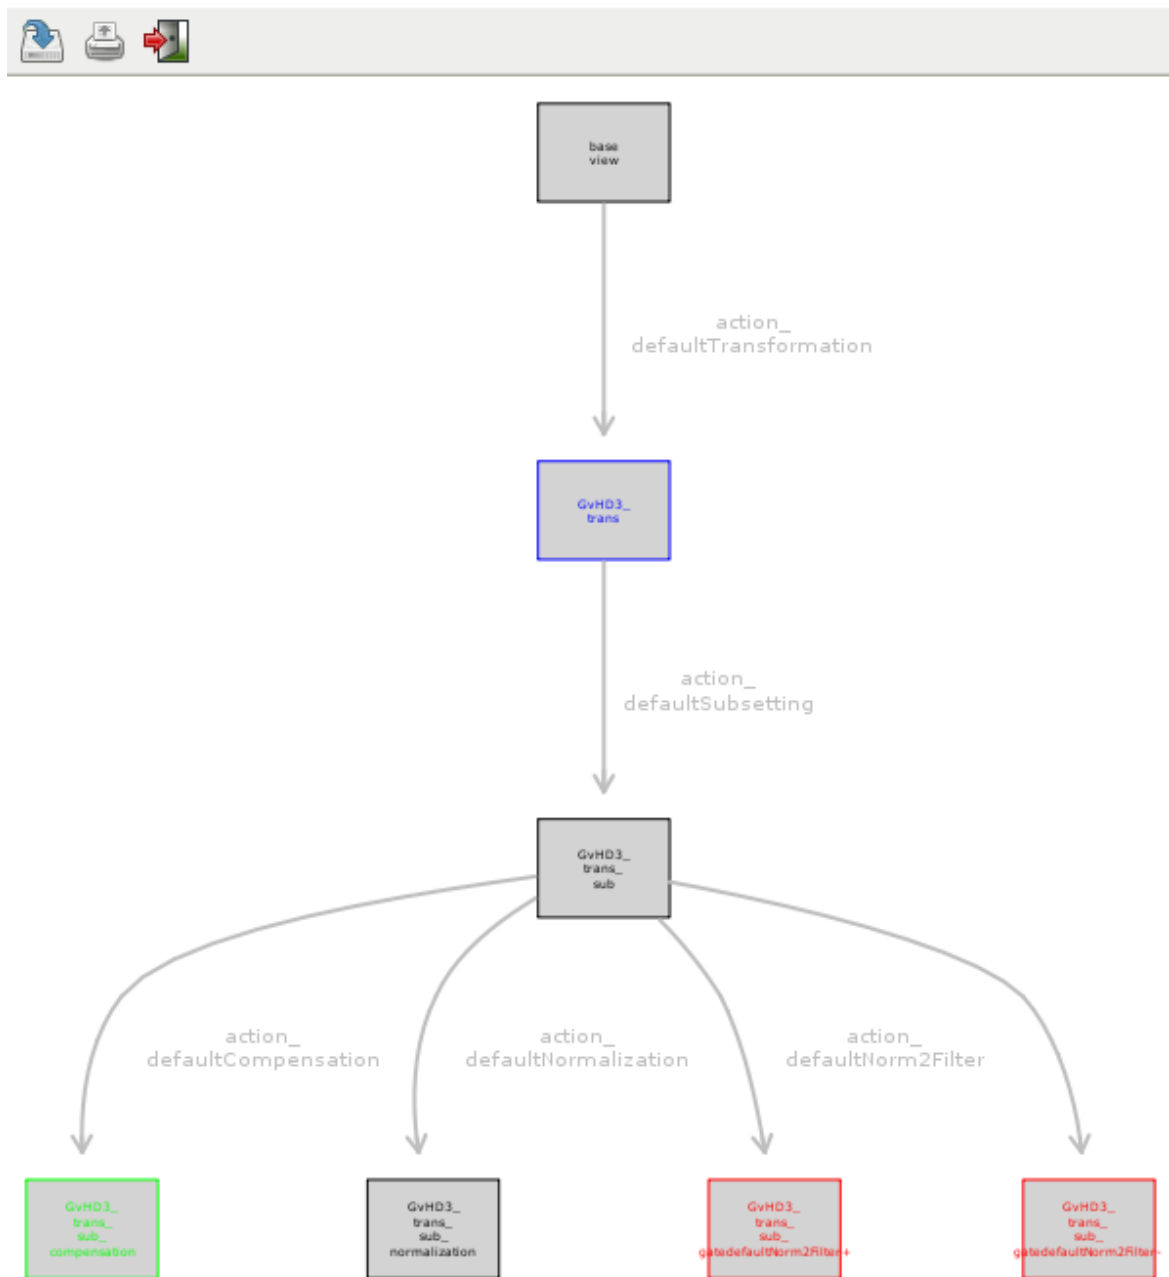 base
view
action_
defaultTransformation
GvHD3_
trans
action_
defaultSubsetting
GvHD3_
trans_
sub
action_
defaultCompensation
action_
defaultNormalization
action_
defaultNorm2Filter
GvHD3_
trans_
sub_
compensation
GvHD3_
trans_
sub_
normalization
GvHD3_
trans_
sub_
gatedefaultNorm2Filter+
GvHD3_
trans_
sub_
gatedefaultNorm2Filter-